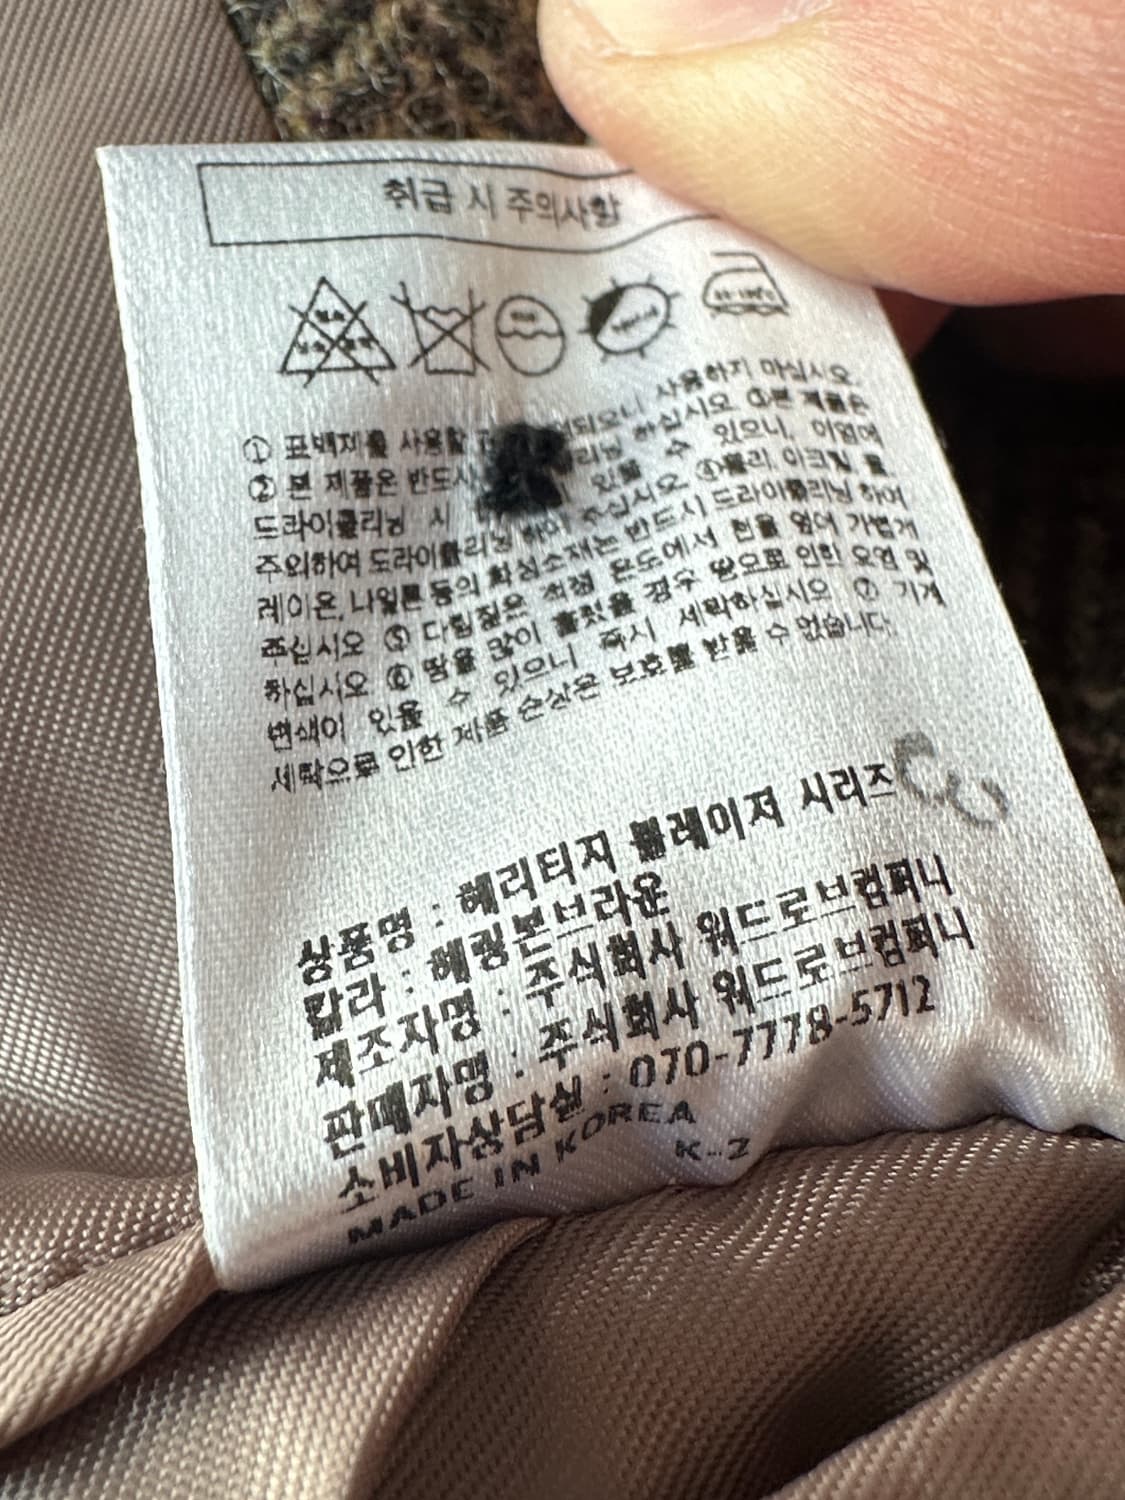 취급 시 주의사항
① 표백제를 사용할 되오니 사용하지 마십시오.
② 본 제품은 반드시 하십시오 ③본 제품은
드라이클리닝 시 있을 수 있으니, 이염에
주의하여 드라이클리닝 하여 주십시오 ④폴리, 아크릴, 울,
레이온, 나일론 등의 화섬소재는 반드시 드라이클리닝 하여
주십시오 ⑤ 다림질은 적정 온도에서 천을 얹어 가볍게
하십시오 ⑥ 땀을 많이 흘렸을 경우 땀으로 인한 오염 및
변색이 있을 수 있으니 즉시 세탁하십시오 ⑦ 기계
세탁으로 인한 제품 손상은 보호를 받을 수 없습니다.
상품명 : 헤리티지 블레이저 시리즈
칼라 : 헤링본브라운
제조자명 : 주식회사 워드로브컴퍼니
판매자명 : 주식회사 워드로브컴퍼니
소비자상담실 : 070-7778-5712
MADE IN KOREA
K-2